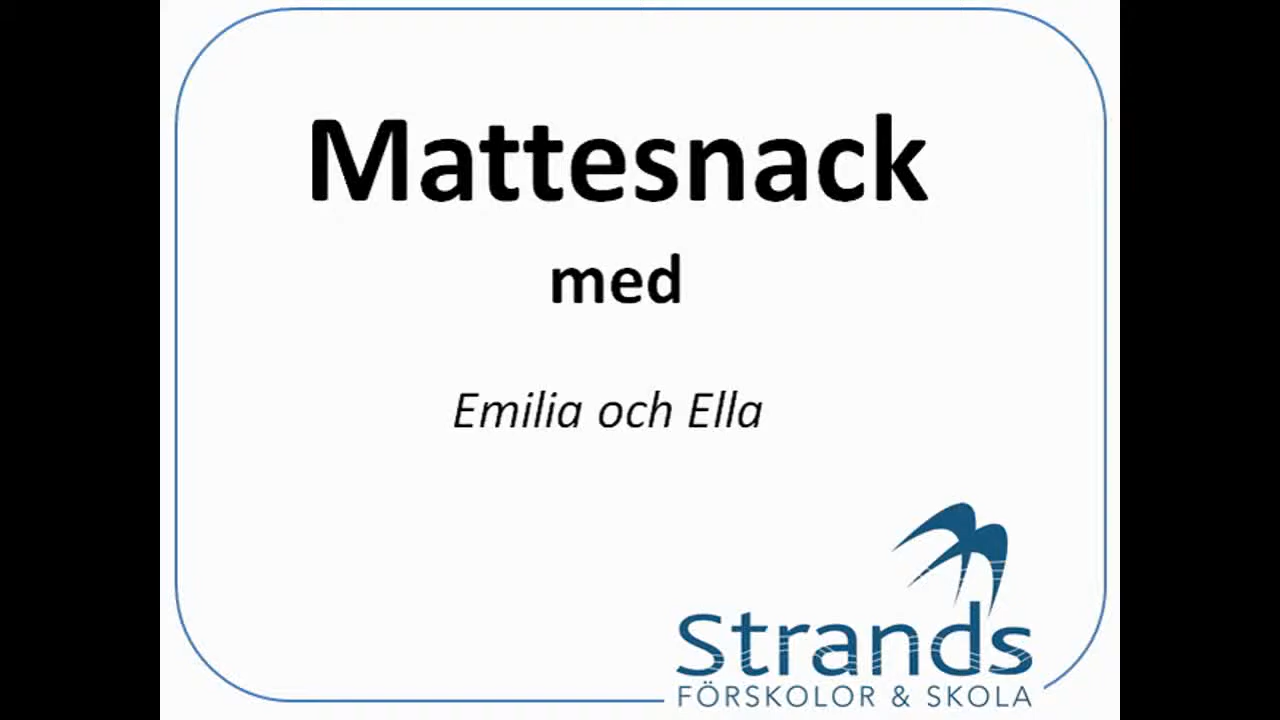 Mattesnack
med
Emilia och Ella
Strands
FÖRSKOLOR & SKOLA